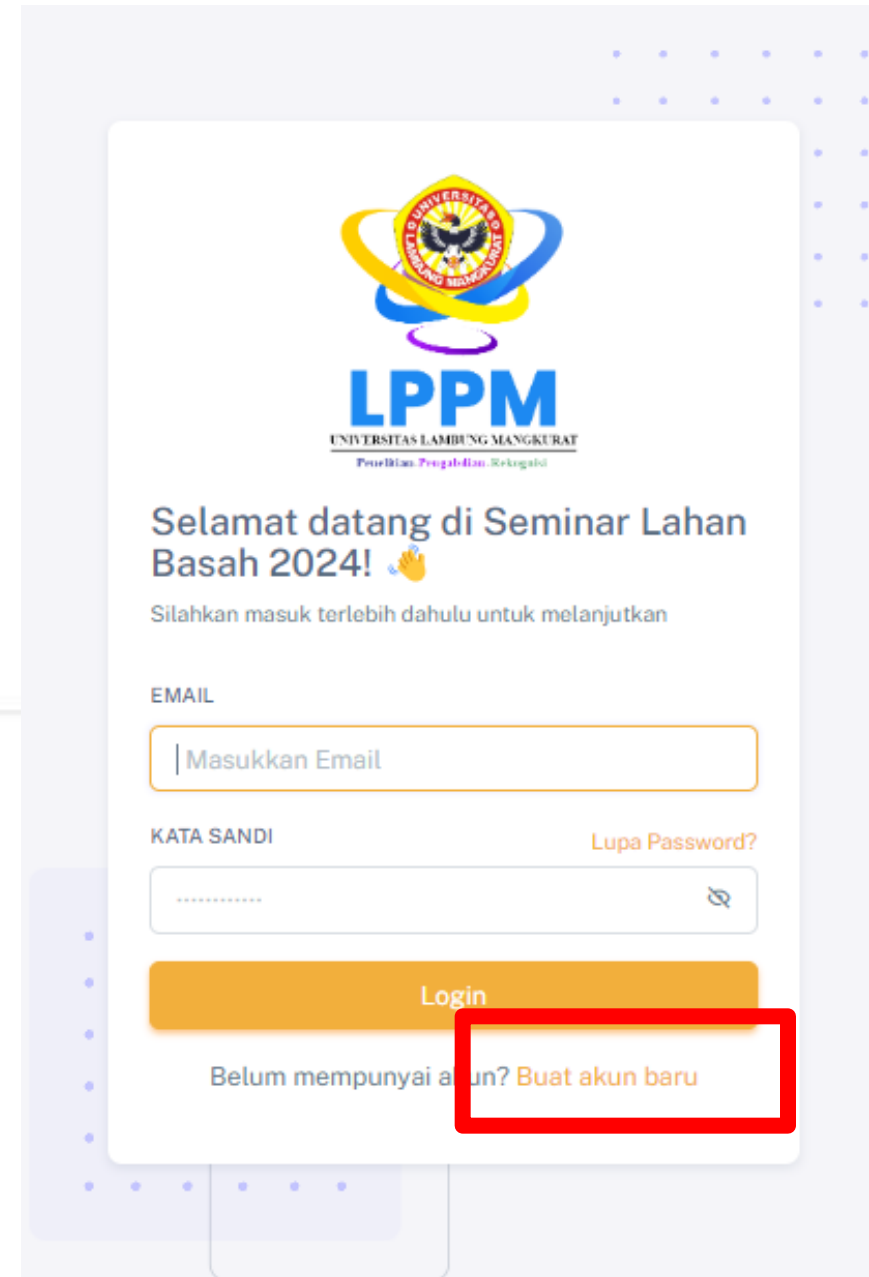 UNIVERSITAS
LAMBUNG MANGKURAT
LPPM
UNIVERSITAS LAMBUNG MANGKURAT
Penelitian-Pengabdian-Rekognisi
Selamat datang di Seminar Lahan
Basah 2024! 👋
Silahkan masuk terlebih dahulu untuk melanjutkan
EMAIL
Masukkan Email
KATA SANDI
Lupa Password?
············
Login
Belum mempunyai akun? Buat akun baru